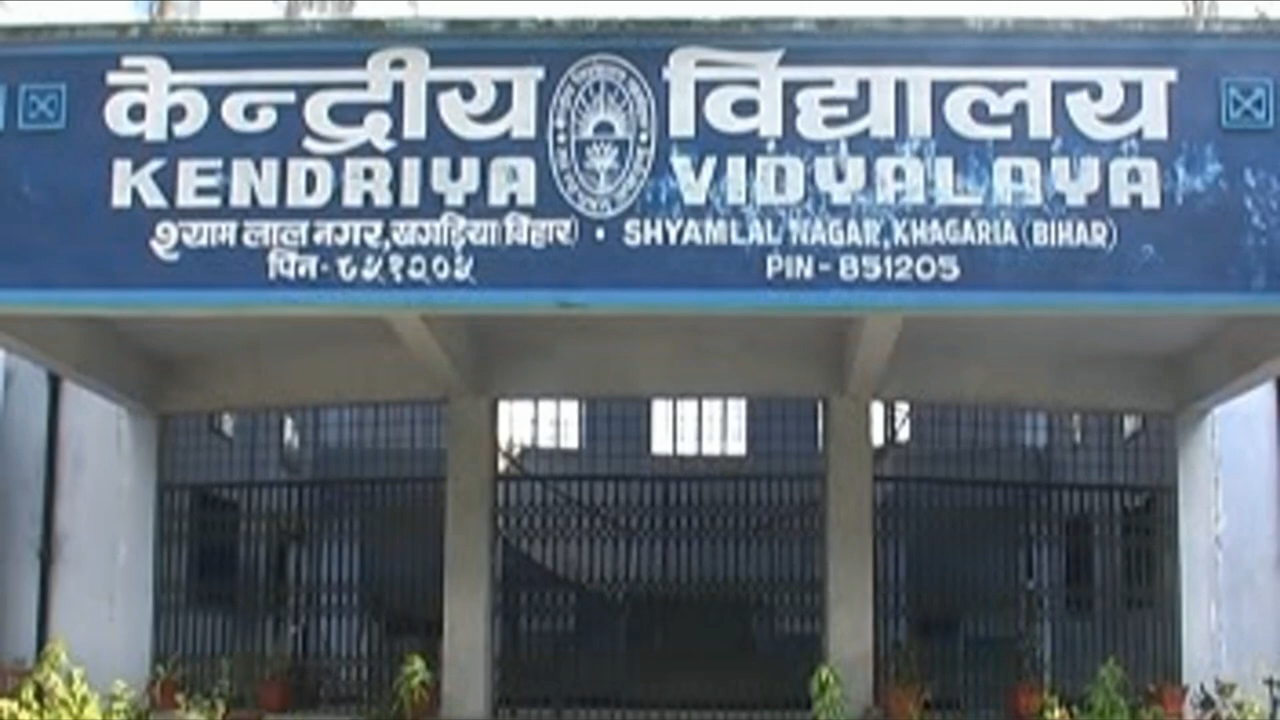 केन्द्रीय विद्यालय
KENDRIYA VIDYALAYA
श्याम लाल नगर, खगड़िया (बिहार) • SHYAMLAL NAGAR, KHAGARIA (BIHAR)
पिन - ८५१२०५ PIN - 851205